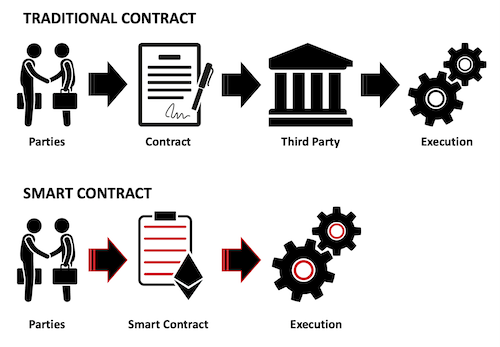 TRADITIONAL CONTRACT
Parties
Contract
Third Party
Execution
SMART CONTRACT
Parties
Smart Contract
Execution